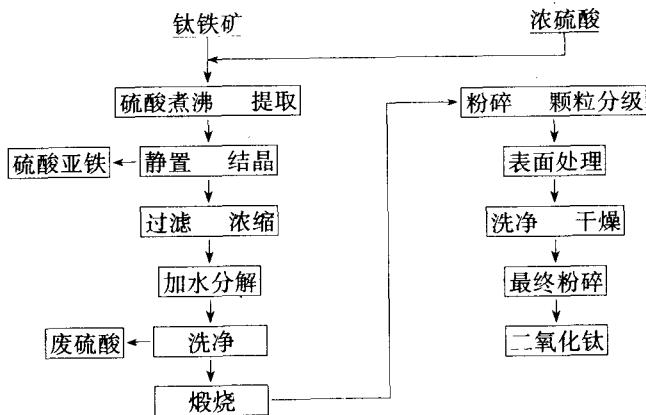 钛铁矿
浓硫酸
硫酸煮沸 提取
硫酸亚铁
静置 结晶
过滤 浓缩
加水分解
废硫酸
洗净
煅烧
粉碎 颗粒分级
表面处理
洗净 干燥
最终粉碎
二氧化钛